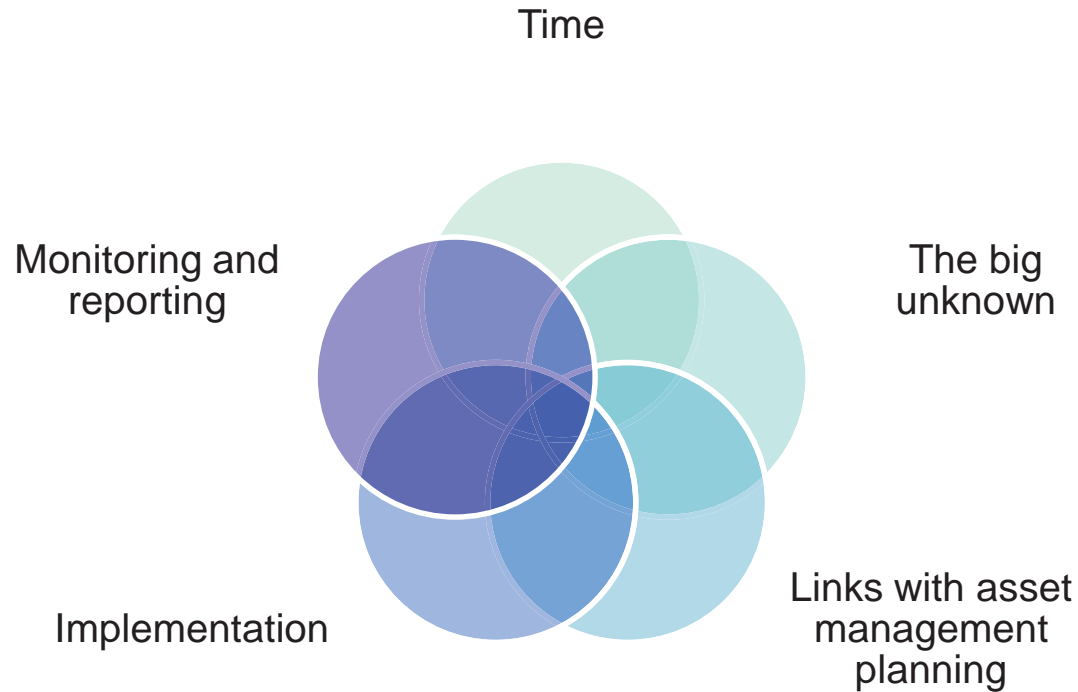 Time
Monitoring and
reporting
The big
unknown
Implementation
Links with asset
management
planning